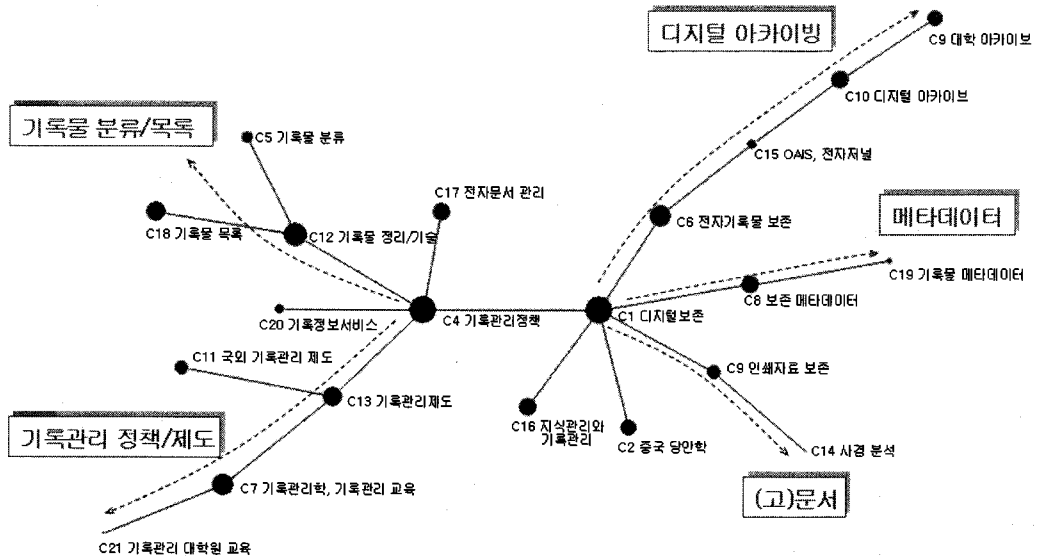 디지털 아카이빙
C9 대학 아카이브
C10 디지털 아카이브
기록물 분류/목록
C5 기록물 분류
C15 OAIS, 전자저널
C17 전자문서 관리
메타데이터
C18 기록물 목록
C12 기록물 정리/기술
C6 전자기록물 보존
C19 기록물 메타데이터
C8 보존 메타데이터
C20 기록정보서비스
C4 기록관리정책
C1 디지털보존
C11 국외 기록관리 제도
C9 인쇄자료 보존
C13 기록관리제도
기록관리 정책/제도
C16 지식관리와
기록관리
C2 중국 당안학
C14 사경 분석
C7 기록관리학, 기록관리 교육
(고)문서
C21 기록관리 대학원 교육